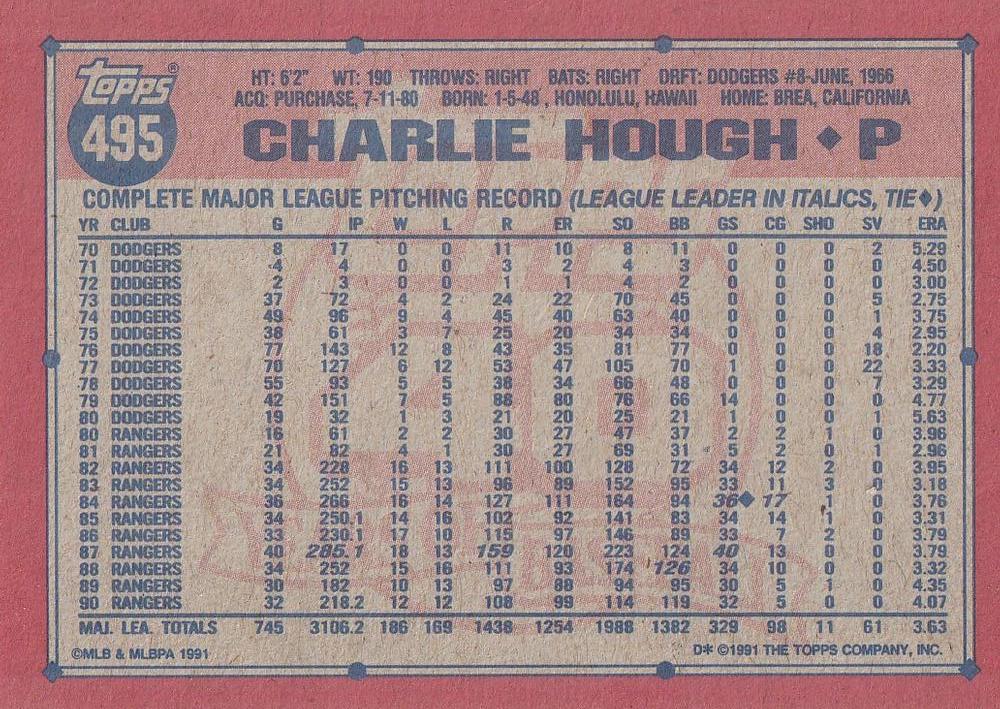 topps®
495
HT: 6'2" WT: 190 THROWS: RIGHT BATS: RIGHT DRFT: DODGERS #8-JUNE, 1966
ACQ: PURCHASE, 7-11-80 BORN: 1-5-48, HONOLULU, HAWAII HOME: BREA, CALIFORNIA
CHARLIE HOUGH ♦ P
COMPLETE MAJOR LEAGUE PITCHING RECORD (LEAGUE LEADER IN ITALICS, TIE♦)
YR CLUB G IP W L R ER SO BB GS CG SHO SV ERA
70 DODGERS 8 17 0 0 11 10 8 11 0 0 0 2 5.29
71 DODGERS 4 4 0 0 3 2 4 3 0 0 0 0 4.50
72 DODGERS 2 3 0 0 1 1 4 2 0 0 0 0 3.00
73 DODGERS 37 72 4 2 24 22 70 45 0 0 0 5 2.75
74 DODGERS 49 96 9 4 45 40 63 40 0 0 0 1 3.75
75 DODGERS 38 61 3 7 25 20 34 34 0 0 0 4 2.95
76 DODGERS 77 143 12 8 43 35 81 77 0 0 0 18 2.20
77 DODGERS 70 127 6 12 53 47 105 70 1 0 0 22 3.33
78 DODGERS 55 93 5 5 38 34 66 48 0 0 0 7 3.29
79 DODGERS 42 151 7 5 88 80 76 66 14 0 0 0 4.77
80 DODGERS 19 32 1 3 21 20 25 21 1 0 0 1 5.63
80 RANGERS 16 61 2 2 30 27 47 37 2 2 1 0 3.96
81 RANGERS 21 82 4 1 30 27 69 31 5 2 0 1 2.96
82 RANGERS 34 228 16 13 111 100 128 72 34 12 2 0 3.95
83 RANGERS 34 252 15 13 96 89 152 95 33 11 3 0 3.18
84 RANGERS 36 266 16 14 127 111 164 94 36♦ 17 1 0 3.76
85 RANGERS 34 250.1 14 16 102 92 141 83 34 14 1 0 3.31
86 RANGERS 33 230.1 17 10 115 97 146 89 33 7 2 0 3.79
87 RANGERS 40 285.1 18 13 159 120 223 124 40 13 0 0 3.79
88 RANGERS 34 252 15 16 111 93 174 126 34 10 0 0 3.32
89 RANGERS 30 182 10 13 97 88 94 95 30 5 1 0 4.35
90 RANGERS 32 218.2 12 12 108 99 114 119 32 5 0 0 4.07
MAJ. LEA. TOTALS 745 3106.2 186 169 1438 1254 1988 1382 329 98 11 61 3.63
©MLB & MLBPA 1991 D* ©1991 THE TOPPS COMPANY, INC.